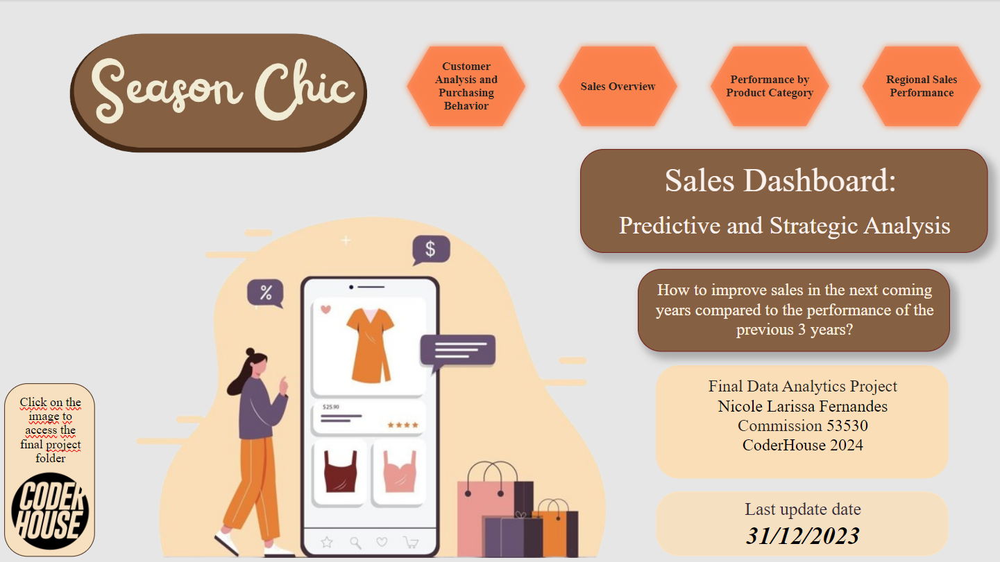 Season Chic
Customer
Analysis and
Purchasing
Behavior
Sales Overview
Performance by
Product Category
Regional Sales
Performance
Sales Dashboard:
Predictive and Strategic Analysis
How to improve sales in the next coming
years compared to the performance of the
previous 3 years?
$
%
$25.90
Final Data Analytics Project
Nicole Larissa Fernandes
Commission 53530
CoderHouse 2024
Click on the
image to
access the
final project
folder
CODER
HOUSE
Last update date
31/12/2023